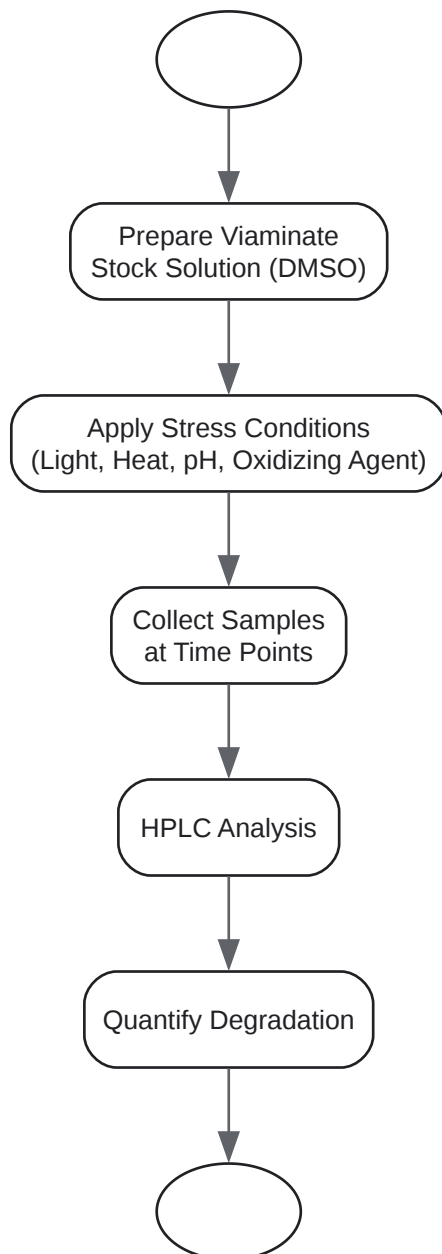 Prepare Viaminate
Stock Solution (DMSO)
Apply Stress Conditions
(Light, Heat, pH, Oxidizing Agent)
Collect Samples
at Time Points
HPLC Analysis
Quantify Degradation